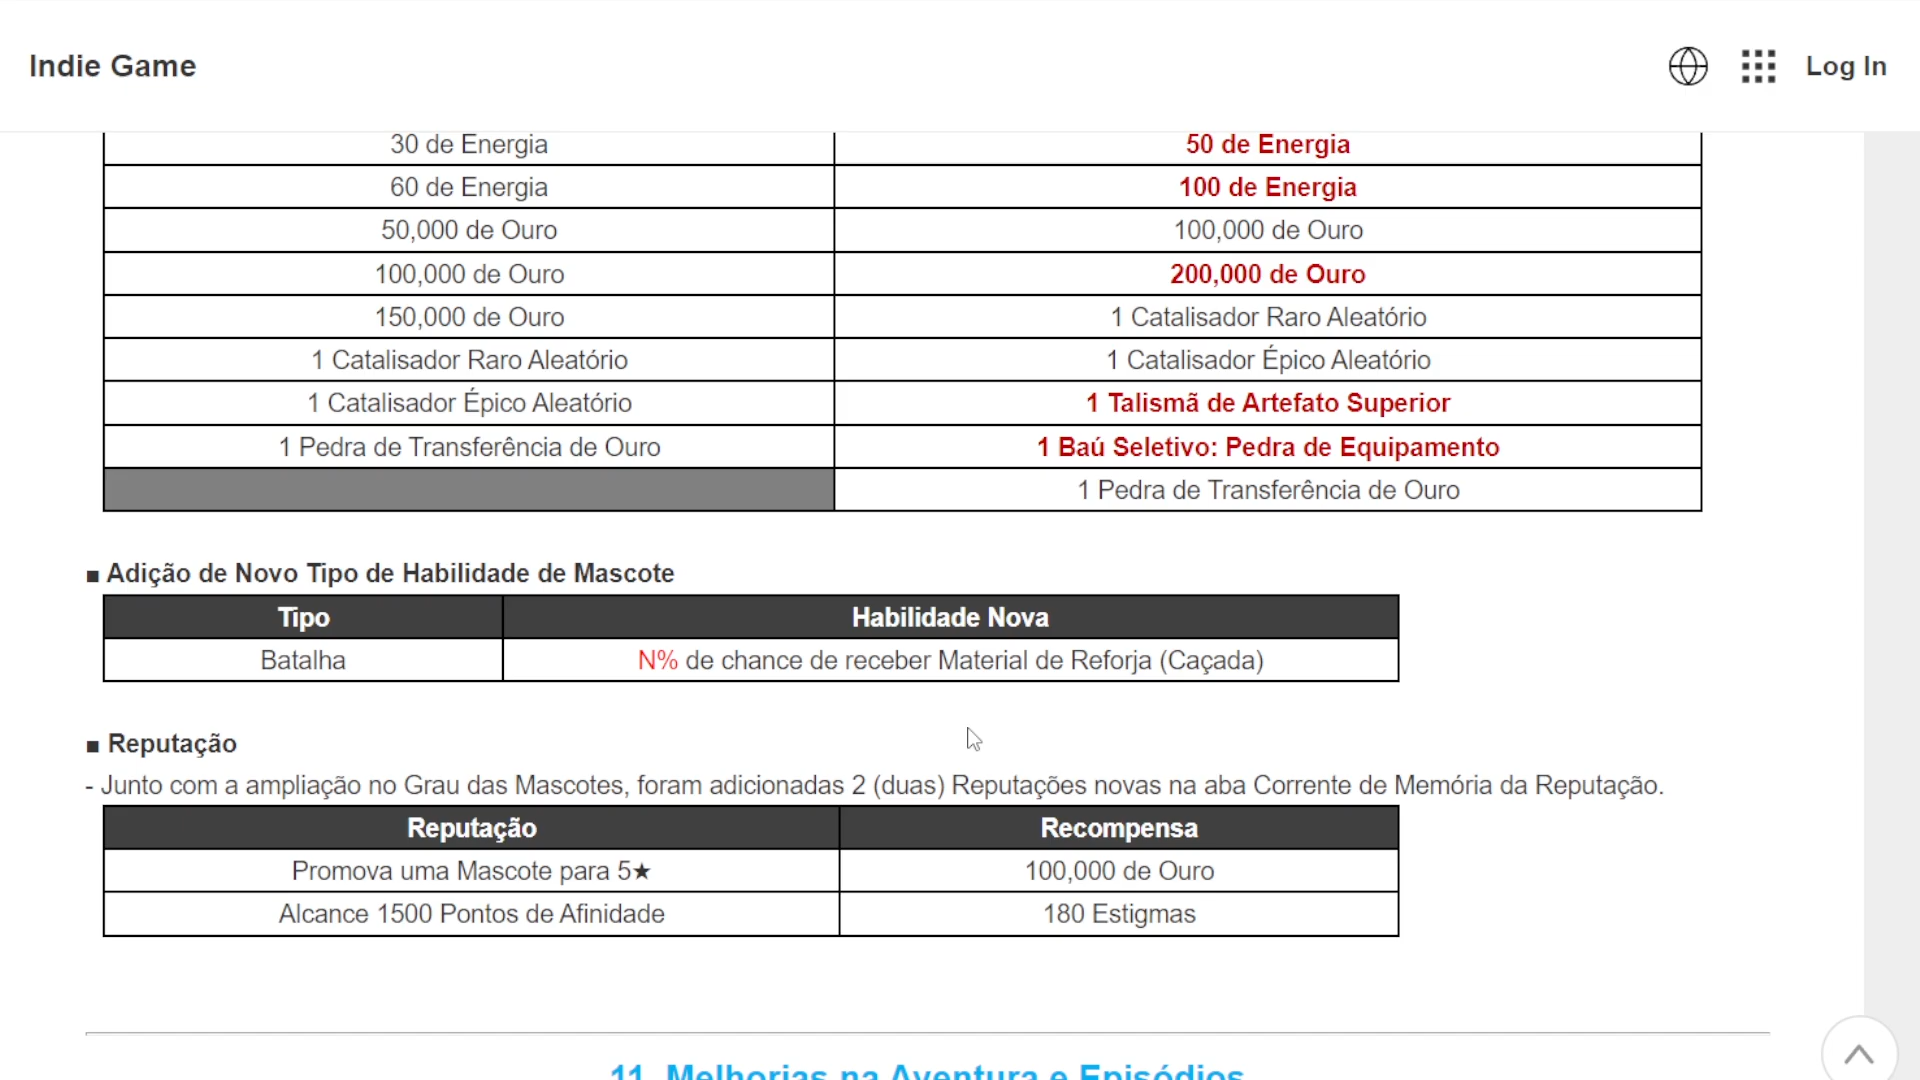 Indie Game
Log In
30 de Energia 50 de Energia
60 de Energia 100 de Energia
50,000 de Ouro 100,000 de Ouro
100,000 de Ouro 200,000 de Ouro
150,000 de Ouro 1 Catalisador Raro Aleatório
1 Catalisador Raro Aleatório 1 Catalisador Épico Aleatório
1 Catalisador Épico Aleatório 1 Talismã de Artefato Superior
1 Pedra de Transferência de Ouro 1 Baú Seletivo: Pedra de Equipamento
1 Pedra de Transferência de Ouro
■ Adição de Novo Tipo de Habilidade de Mascote
Tipo Habilidade Nova
Batalha N% de chance de receber Material de Reforja (Caçada)
■ Reputação
- Junto com a ampliação no Grau das Mascotes, foram adicionadas 2 (duas) Reputações novas na aba Corrente de Memória da Reputação.
Reputação Recompensa
Promova uma Mascote para 5★ 100,000 de Ouro
Alcance 1500 Pontos de Afinidade 180 Estigmas
11. Melhorias na Aventura e Episódios